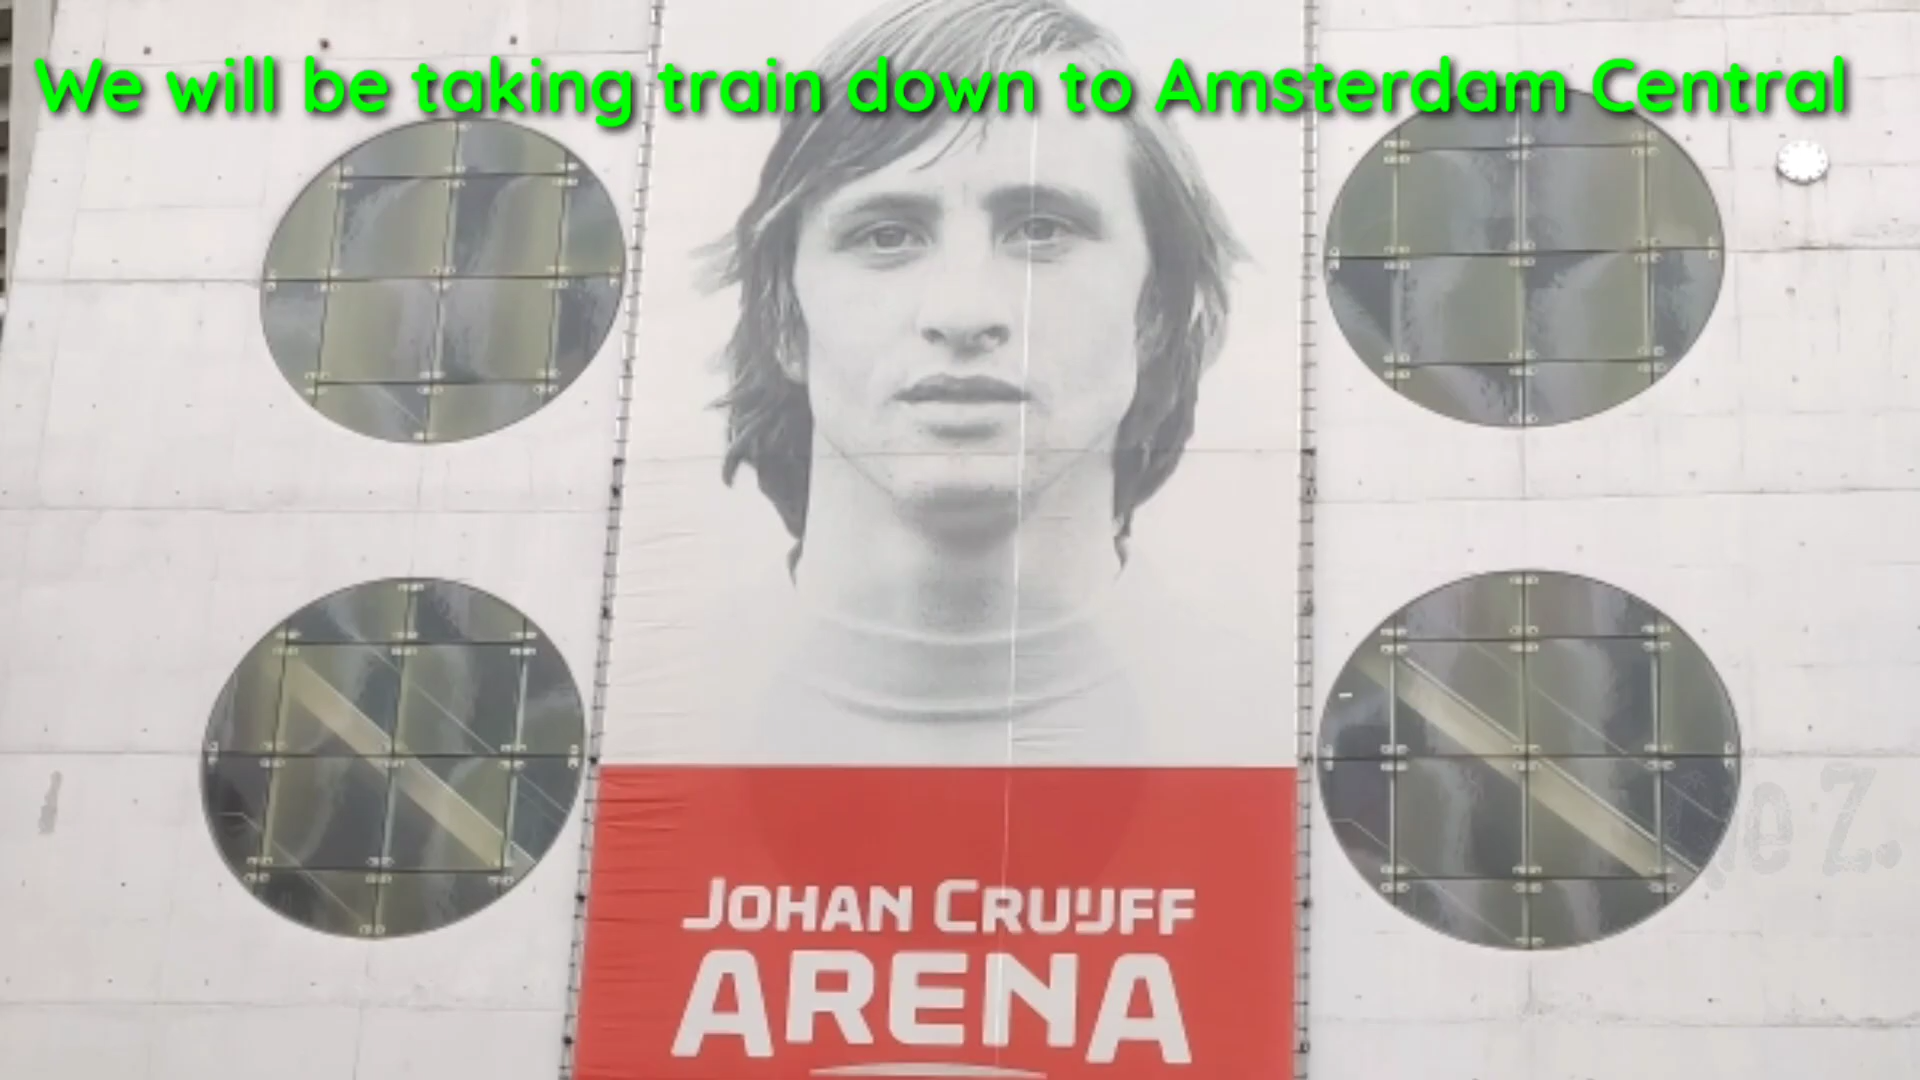 We will be taking train down to Amsterdam Central
JOHAN CRUIJFF
ARENA